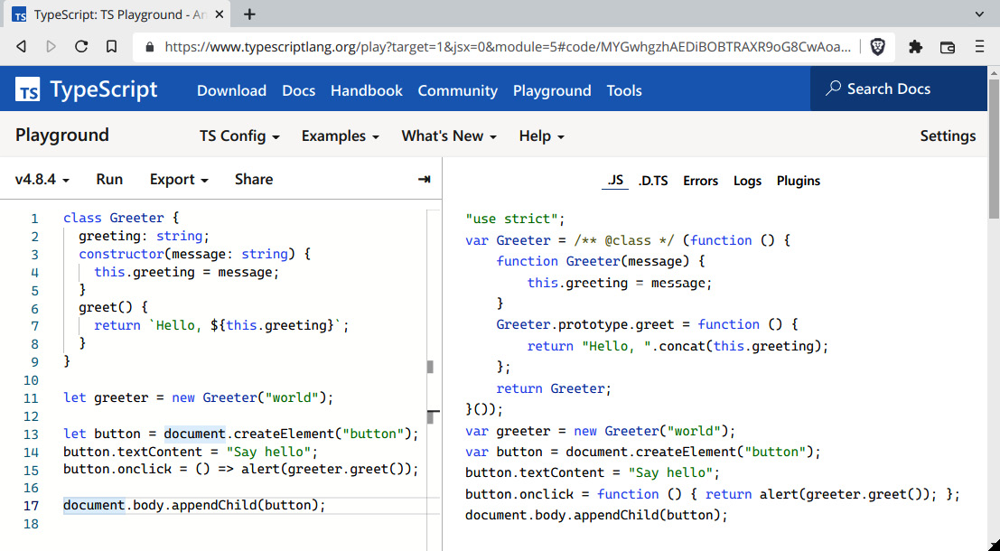 TypeScript: TS Playground - An
https://www.typescriptlang.org/play?target=1&jsx=0&module=5#code/MYGwhgzhAEDiBOBTRAXR9oG8CwAoa...
TS TypeScript Download Docs Handbook Community Playground Tools Search Docs
Playground TS Config Examples What's New Help Settings
v4.8.4 Run Export Share
.JS .D.TS Errors Logs Plugins
1 class Greeter {
2   greeting: string;
3   constructor(message: string) {
4     this.greeting = message;
5   }
6   greet() {
7     return `Hello, ${this.greeting}`;
8   }
9 }
10
11 let greeter = new Greeter("world");
12
13 let button = document.createElement("button");
14 button.textContent = "Say hello";
15 button.onclick = () => alert(greeter.greet());
16
17 document.body.appendChild(button);
18
"use strict";
var Greeter = /** @class */ (function () {
    function Greeter(message) {
        this.greeting = message;
    }
    Greeter.prototype.greet = function () {
        return "Hello, ".concat(this.greeting);
    };
    return Greeter;
}());
var greeter = new Greeter("world");
var button = document.createElement("button");
button.textContent = "Say hello";
button.onclick = function () { return alert(greeter.greet()); };
document.body.appendChild(button);